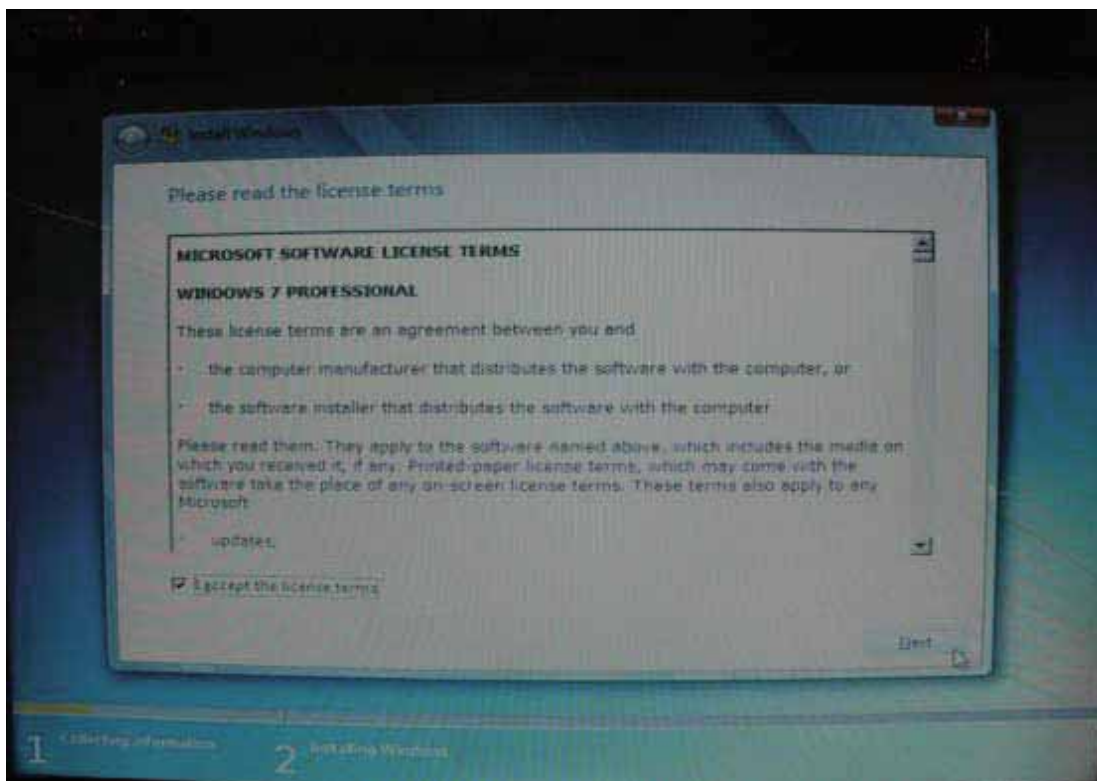 Install Windows
Please read the license terms
MICROSOFT SOFTWARE LICENSE TERMS
WINDOWS 7 PROFESSIONAL
These license terms are an agreement between you and
· the computer manufacturer that distributes the software with the computer, or
· the software installer that distributes the software with the computer
Please read them. They apply to the software named above, which includes the media on
which you received it, if any. Printed-paper license terms, which may come with the
software take the place of any on-screen license terms. These terms also apply to any
Microsoft
· updates,
I accept the license terms
Next
1 Collecting information
2 Installing Windows